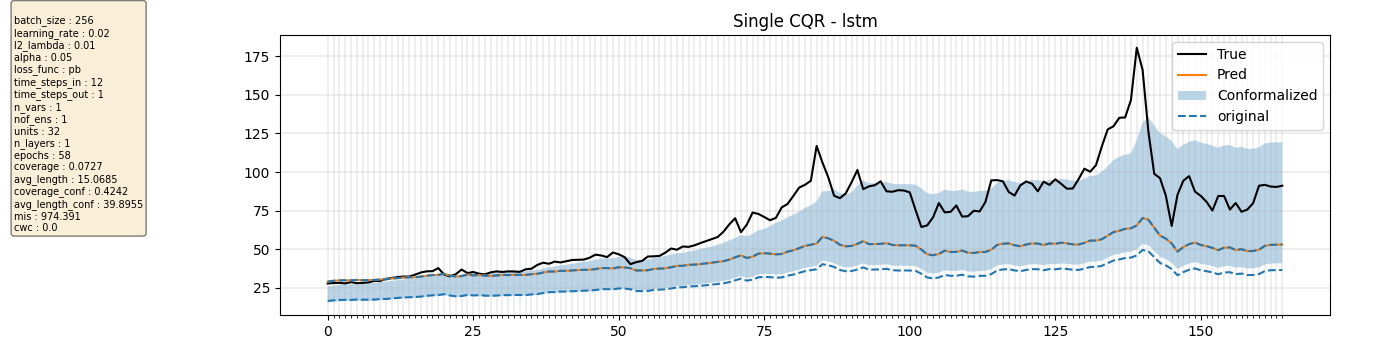 batch_size : 256
learning_rate : 0.02
l2_lambda : 0.01
alpha : 0.05
loss_func : pb
time_steps_in : 12
time_steps_out : 1
n_vars : 1
nof_ens : 1
units : 32
n_layers : 1
epochs : 58
coverage : 0.0727
avg_length : 15.0685
coverage_conf : 0.4242
avg_length_conf : 39.8955
mis : 974.391
cwc : 0.0
Single CQR - lstm
175
150
125
100
75
50
25
0 25 50 75 100 125 150
True
Pred
Conformalized
original